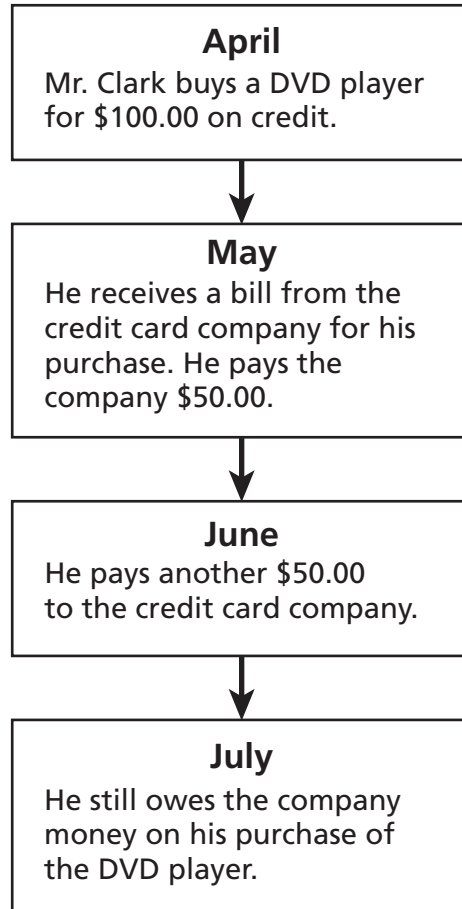 April
Mr. Clark buys a DVD player
for $100.00 on credit.
May
He receives a bill from the
credit card company for his
purchase. He pays the
company $50.00.
June
He pays another $50.00
to the credit card company.
July
He still owes the company
money on his purchase of
the DVD player.